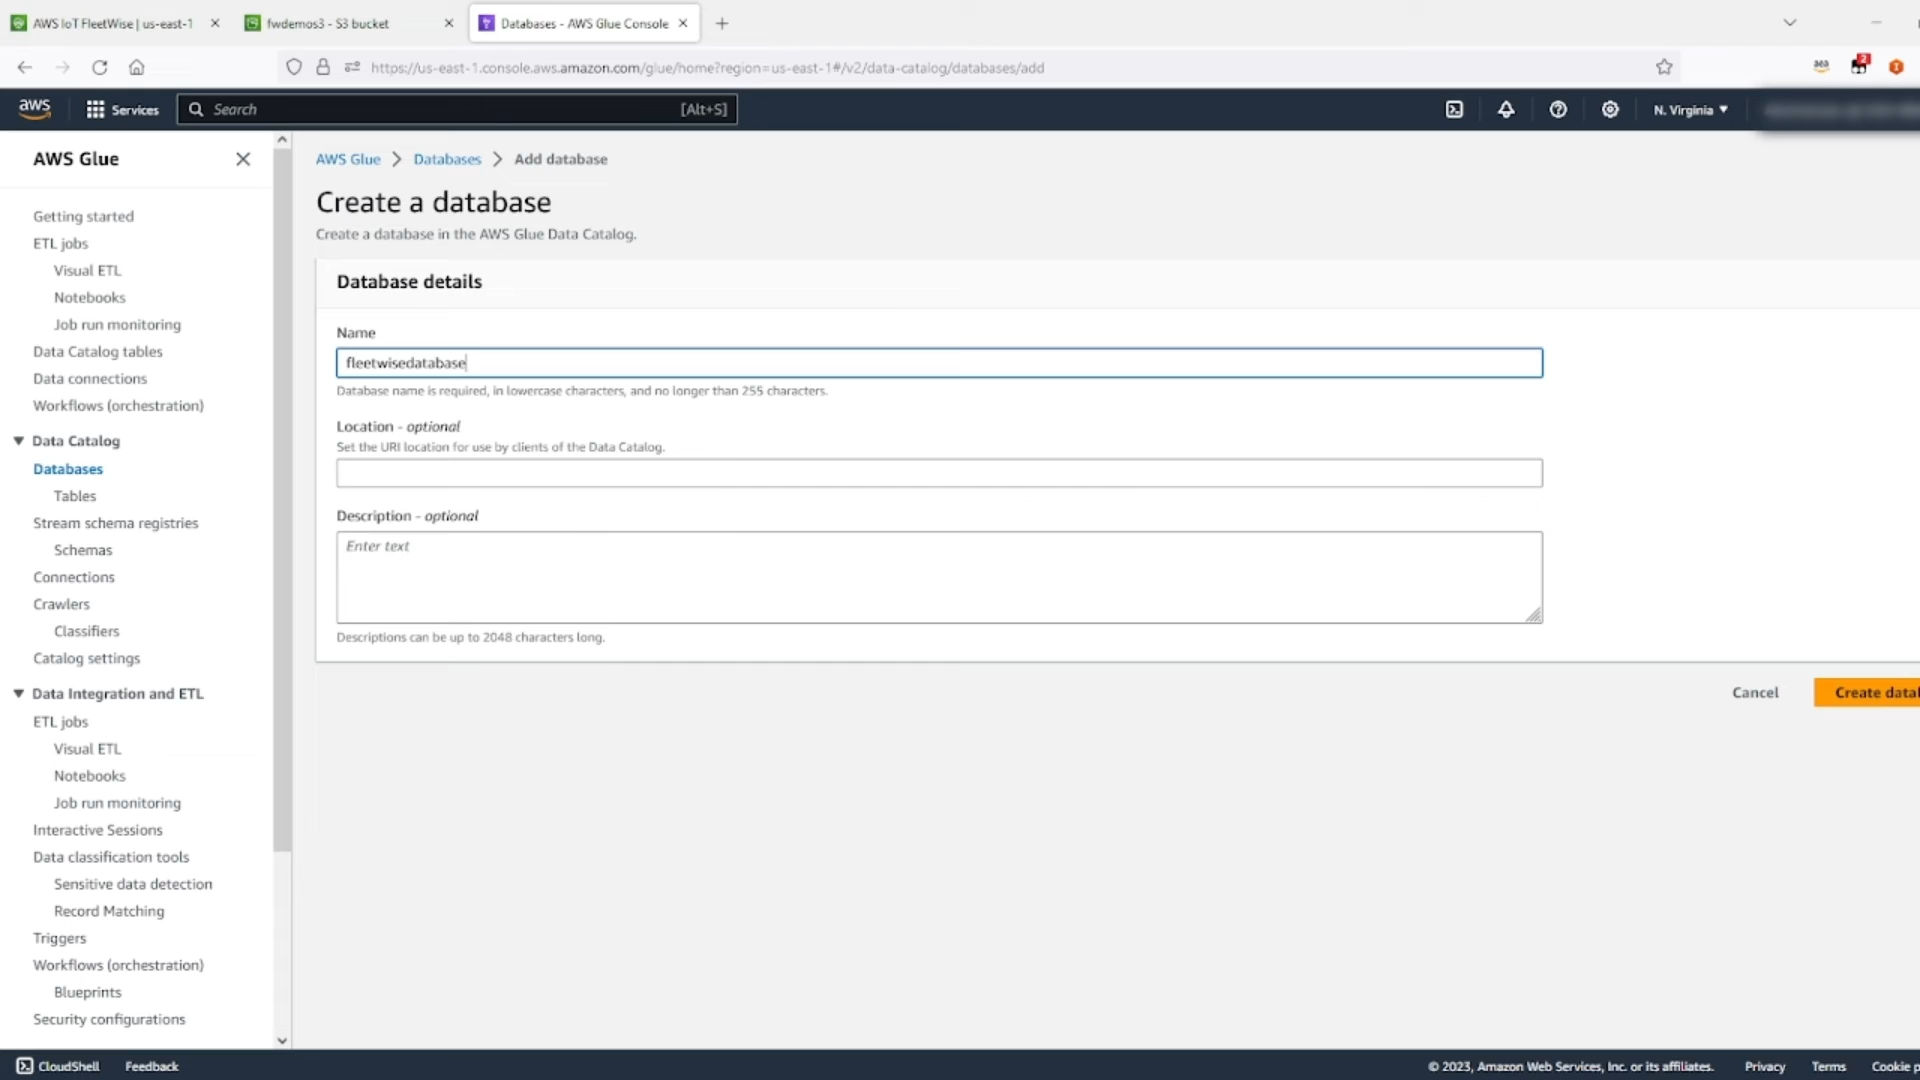 AWS IoT FleetWise | us-east-1
fwdemos3 - S3 bucket
Databases - AWS Glue Console
https://us-east-1.console.aws.amazon.com/glue/home?region=us-east-1#/v2/data-catalog/databases/add
2
aws
Services
Search
[Alt+S]
N. Virginia
AWS Glue
Getting started
ETL jobs
Visual ETL
Notebooks
Job run monitoring
Data Catalog tables
Data connections
Workflows (orchestration)
Data Catalog
Databases
Tables
Stream schema registries
Schemas
Connections
Crawlers
Classifiers
Catalog settings
Data Integration and ETL
ETL jobs
Visual ETL
Notebooks
Job run monitoring
Interactive Sessions
Data classification tools
Sensitive data detection
Record Matching
Triggers
Workflows (orchestration)
Blueprints
Security configurations
AWS Glue > Databases > Add database
Create a database
Create a database in the AWS Glue Data Catalog.
Database details
Name
fleetwisedatabase
Database name is required, in lowercase characters, and no longer than 255 characters.
Location - optional
Set the URI location for use by clients of the Data Catalog.
Description - optional
Enter text
Descriptions can be up to 2048 characters long.
Cancel
Create datal
CloudShell
Feedback
© 2023, Amazon Web Services, Inc. or its affiliates.
Privacy
Terms
Cookie p